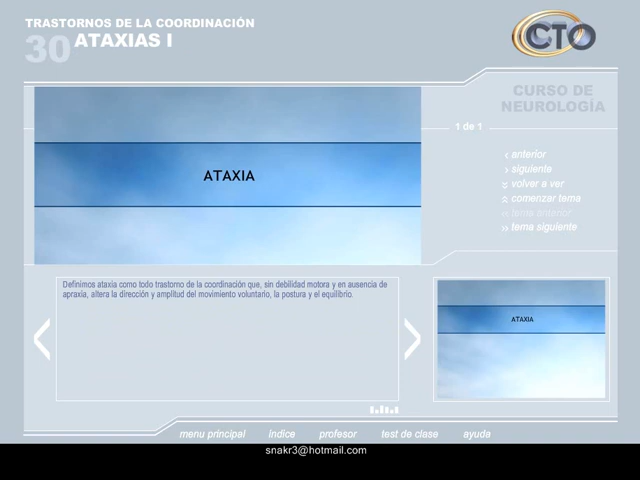 TRASTORNOS DE LA COORDINACIÓN
30 ATAXIAS I
CTO
CURSO DE
NEUROLOGÍA
1 de 1
ATAXIA
‹ anterior
› siguiente
volver a ver
comenzar tema
‹‹ tema anterior
›› tema siguiente
Definimos ataxia como todo trastorno de la coordinación que, sin debilidad motora y en ausencia de
apraxia, altera la dirección y amplitud del movimiento voluntario, la postura y el equilibrio.
ATAXIA
menu principal indice profesor test de clase ayuda
snakr3@hotmail.com